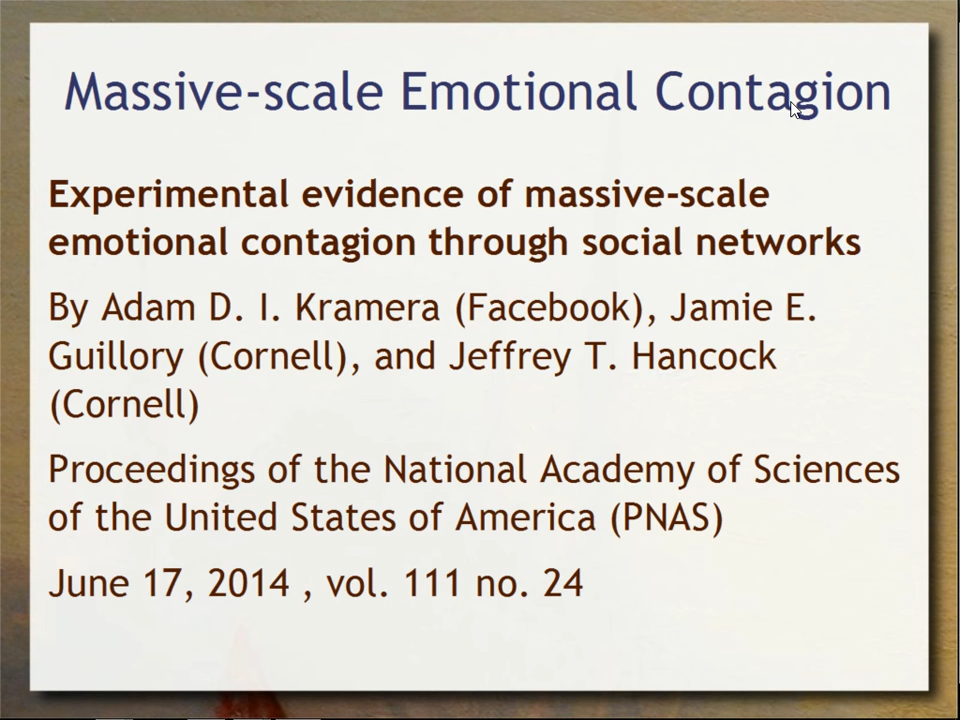 Massive-scale Emotional Contagion
Experimental evidence of massive-scale
emotional contagion through social networks
By Adam D. I. Kramera (Facebook), Jamie E.
Guillory (Cornell), and Jeffrey T. Hancock
(Cornell)
Proceedings of the National Academy of Sciences
of the United States of America (PNAS)
June 17, 2014 , vol. 111 no. 24